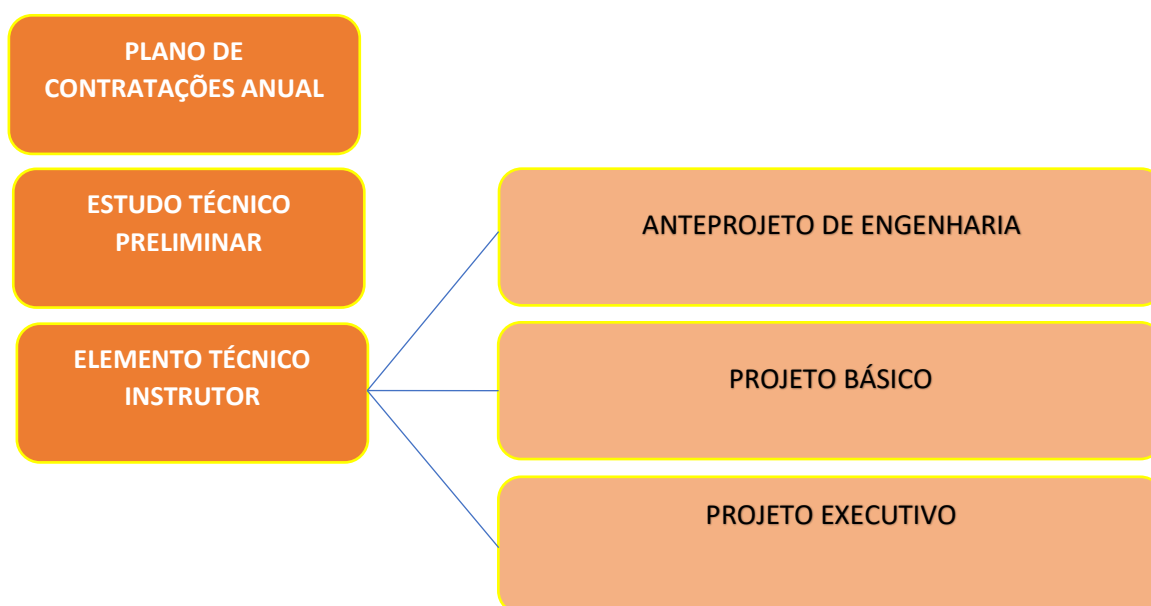 PLANO DE
CONTRATAÇÕES ANUAL
ESTUDO TÉCNICO
PRELIMINAR
ELEMENTO TÉCNICO
INSTRUTOR
ANTEPROJETO DE ENGENHARIA
PROJETO BÁSICO
PROJETO EXECUTIVO